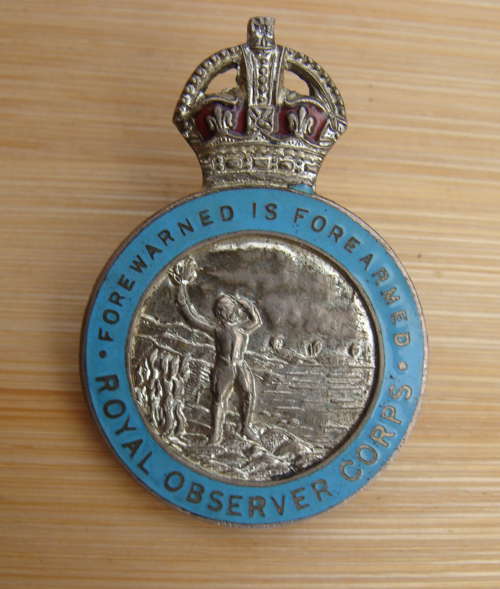 · FOREWARNED IS FOREARMED ·
ROYAL OBSERVER CORPS